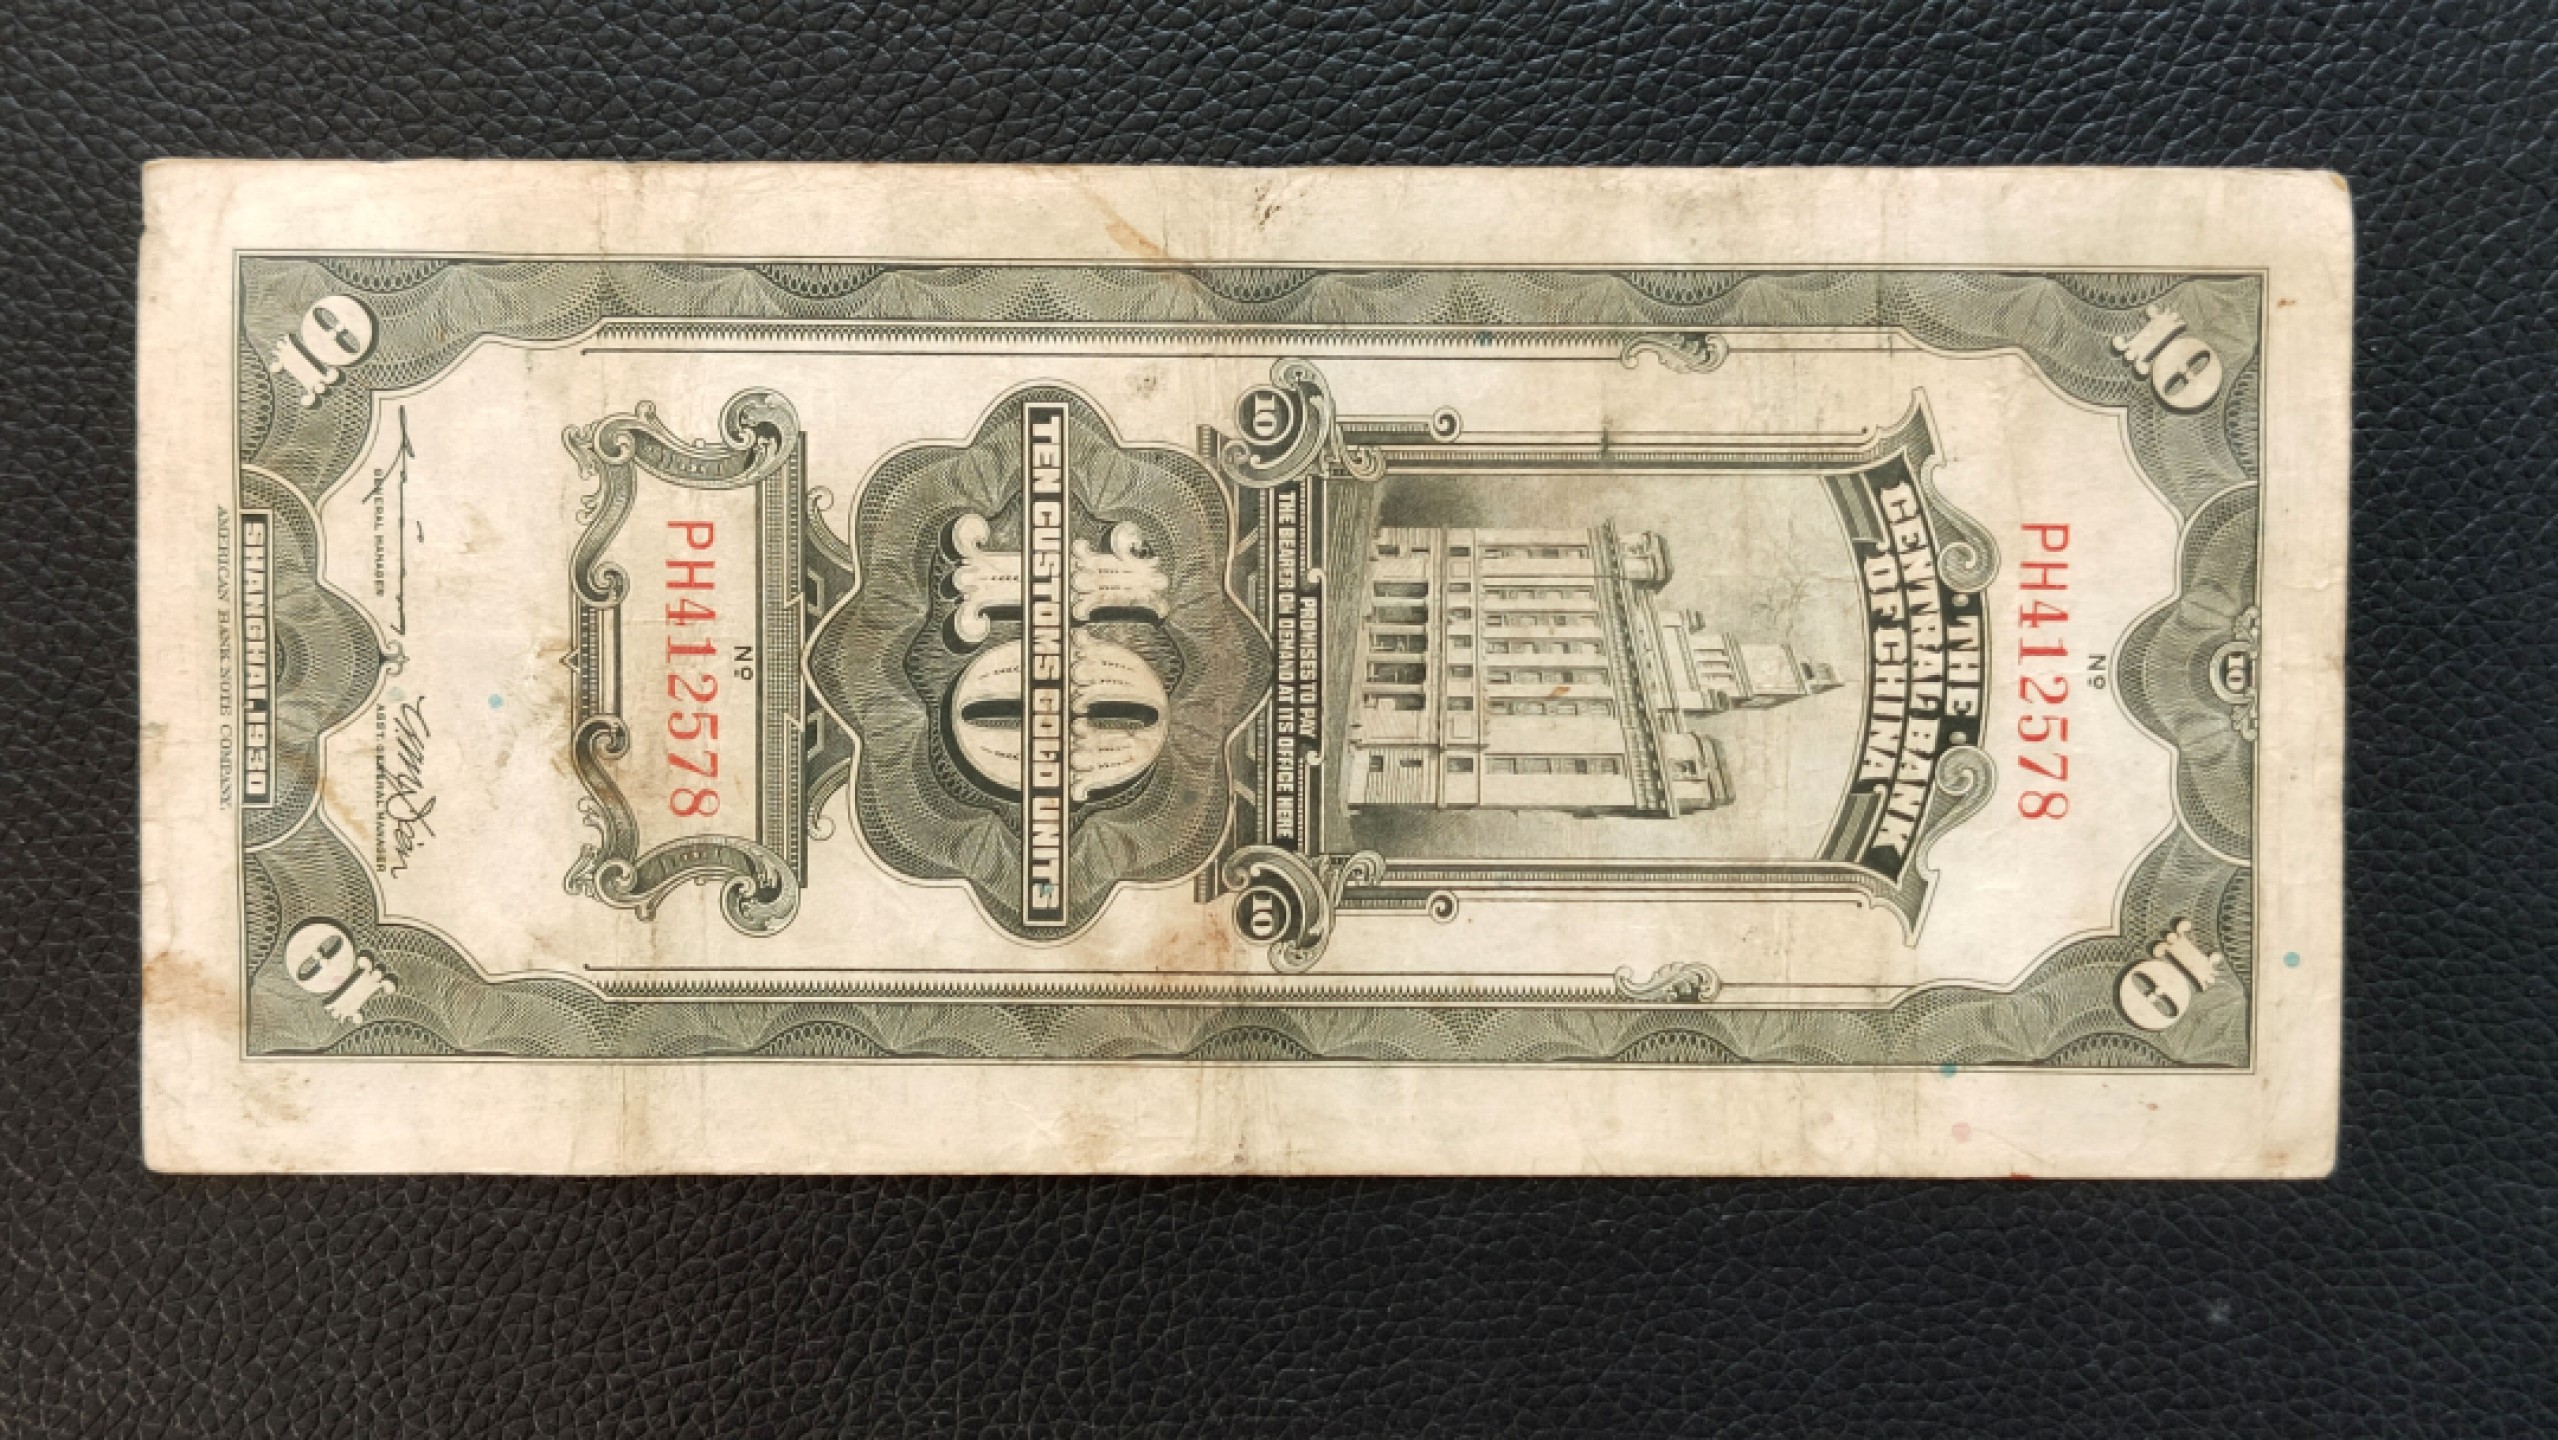 10
10
10
Nº
PH412578
·THE·
CENTRAL BANK
OF CHINA
PROMISES TO PAY
THE BEARER ON DEMAND AT ITS OFFICE HERE
10
10
10
TEN CUSTOMS GOLD UNITS
Nº
PH412578
GENERAL MANAGER
ASST. GENERAL MANAGER
10
10
SHANGHAI,1930
AMERICAN BANK NOTE COMPANY.